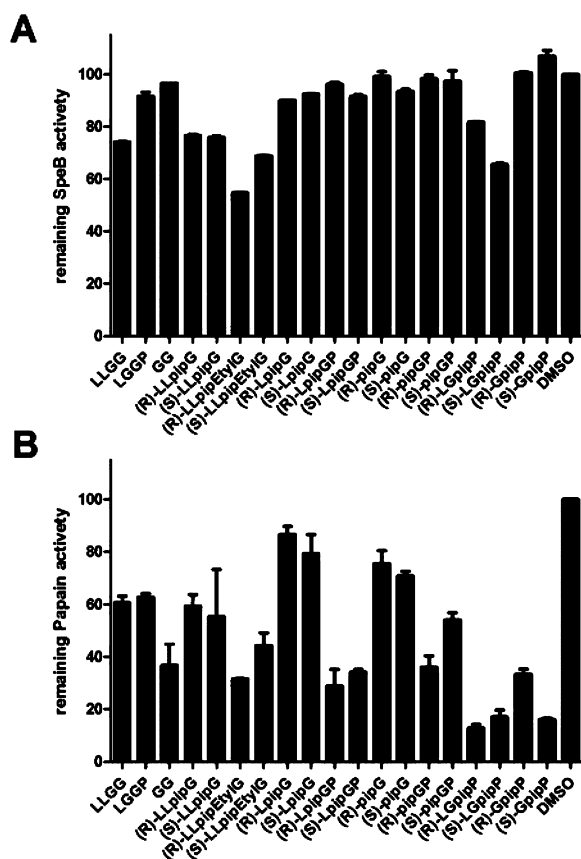 A
remaining SpeB activety
100
80
60
40
20
0
LLGG
LGGP
GG
(R)-LLpipG
(S)-LLpipG
(R)-LLpipEtylG
(S)-LLpipEtylG
(R)-LpipG
(S)-LpipG
(R)-LpipGP
(S)-LpipGP
(R)-pipG
(S)-pipG
(R)-pipGP
(S)-pipGP
(R)-LGpipP
(S)-LGpipP
(R)-GpipP
(S)-GpipP
DMSO
B
remaining Papain activety
100
80
60
40
20
0
LLGG
LGGP
GG
(R)-LLpipG
(S)-LLpipG
(R)-LLpipEtylG
(S)-LLpipEtylG
(R)-LpipG
(S)-LpipG
(R)-LpipGP
(S)-LpipGP
(R)-pipG
(S)-pipG
(R)-pipGP
(S)-pipGP
(R)-LGpipP
(S)-LGpipP
(R)-GpipP
(S)-GpipP
DMSO